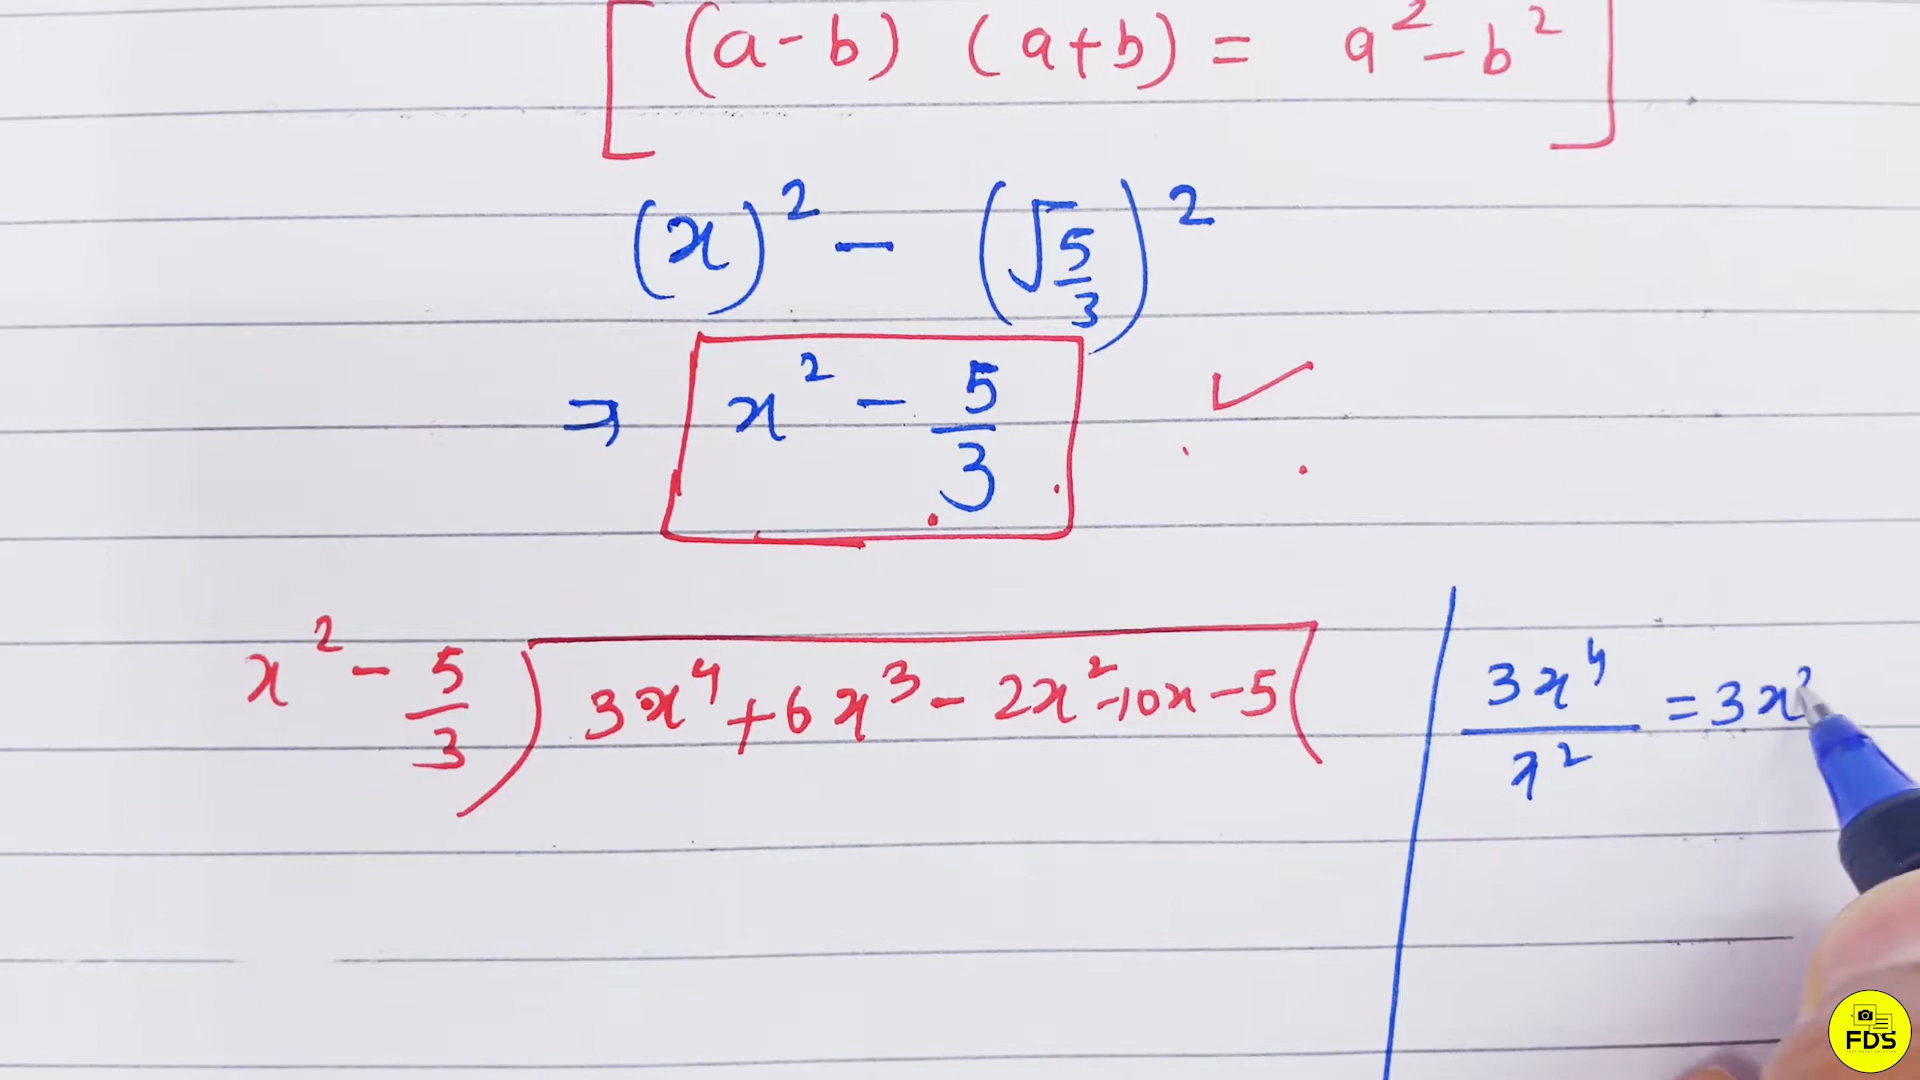 (a-b) (a+b) = a²-b²
(x)² - (√5/3)²
⇒ x² - 5/3 ✓
x² - 5/3 ) 3x⁴+6x³-2x²-10x-5 (
3x⁴/x² = 3x²
FDS